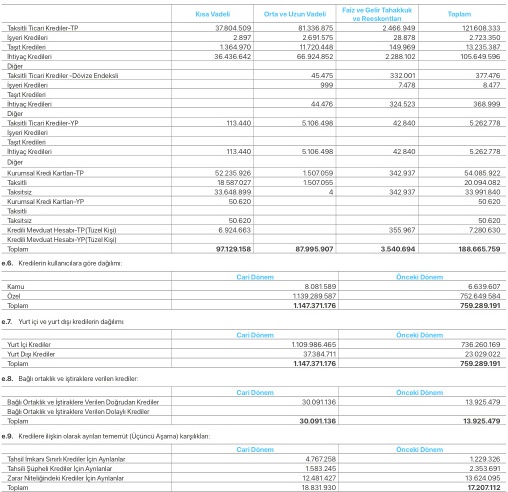 Kısa Vadeli Orta ve Uzun Vadeli Faiz ve Gelir Tahakkuk ve Reeskontları Toplam
Taksitli Ticari Krediler-TP 37.804.509 81.336.875 2.466.949 121.608.333
İşyeri Kredileri 2.897 2.691.575 28.878 2.723.350
Taşıt Kredileri 1.364.970 11.720.448 149.969 13.235.387
İhtiyaç Kredileri 36.436.642 66.924.852 2.288.102 105.649.596
Diğer
Taksitli Ticari Krediler -Dövize Endeksli 45.475 332.001 377.476
İşyeri Kredileri 999 7.478 8.477
Taşıt Kredileri
İhtiyaç Kredileri 44.476 324.523 368.999
Diğer
Taksitli Ticari Krediler-YP 113.440 5.106.498 42.840 5.262.778
İşyeri Kredileri
Taşıt Kredileri
İhtiyaç Kredileri 113.440 5.106.498 42.840 5.262.778
Diğer
Kurumsal Kredi Kartları-TP 52.235.926 1.507.059 342.937 54.085.922
Taksitli 18.587.027 1.507.055 20.094.082
Taksitsiz 33.648.899 4 342.937 33.991.840
Kurumsal Kredi Kartları-YP 50.620 50.620
Taksitli
Taksitsiz 50.620 50.620
Kredili Mevduat Hesabı-TP(Tüzel Kişi) 6.924.663 355.967 7.280.630
Kredili Mevduat Hesabı-YP(Tüzel Kişi)
Toplam 97.129.158 87.995.907 3.540.694 188.665.759
e.6. Kredilerin kullanıcılara göre dağılımı:
Cari Dönem Önceki Dönem
Kamu 8.081.589 6.639.607
Özel 1.139.289.587 752.649.584
Toplam 1.147.371.176 759.289.191
e.7. Yurt içi ve yurt dışı kredilerin dağılımı:
Cari Dönem Önceki Dönem
Yurt İçi Krediler 1.109.986.465 736.260.169
Yurt Dışı Krediler 37.384.711 23.029.022
Toplam 1.147.371.176 759.289.191
e.8. Bağlı ortaklık ve iştiraklere verilen krediler:
Cari Dönem Önceki Dönem
Bağlı Ortaklık ve İştiraklere Verilen Doğrudan Krediler 30.091.136 13.925.479
Bağlı Ortaklık ve İştiraklere Verilen Dolaylı Krediler
Toplam 30.091.136 13.925.479
e.9. Kredilere ilişkin olarak ayrılan temerrüt (Üçüncü Aşama) karşılıkları:
Cari Dönem Önceki Dönem
Tahsil İmkanı Sınırlı Krediler İçin Ayrılanlar 4.767.258 1.229.326
Tahsili Şüpheli Krediler İçin Ayrılanlar 1.583.245 2.353.691
Zarar Niteliğindeki Krediler İçin Ayrılanlar 12.481.427 13.624.095
Toplam 18.831.930 17.207.112